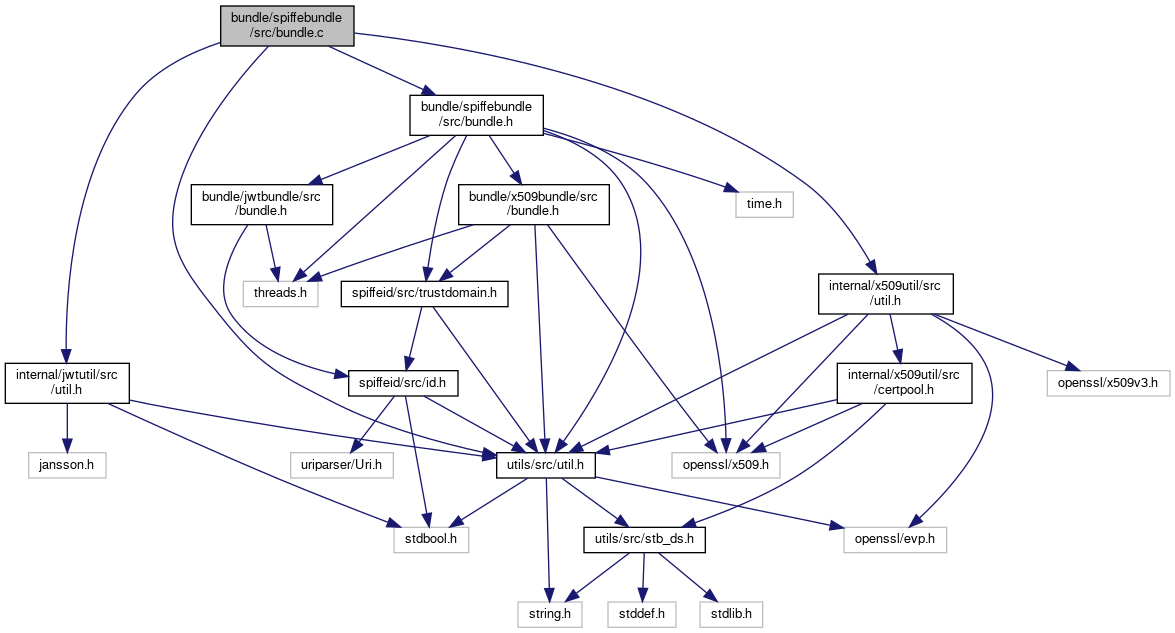 bundle/spiffebundle
/src/bundle.c
bundle/spiffebundle
/src/bundle.h
bundle/jwtbundle/src
/bundle.h
bundle/x509bundle/src
/bundle.h
time.h
threads.h
spiffeid/src/trustdomain.h
internal/x509util/src
/util.h
internal/jwtutil/src
/util.h
spiffeid/src/id.h
internal/x509util/src
/certpool.h
openssl/x509v3.h
jansson.h
uriparser/Uri.h
utils/src/util.h
openssl/x509.h
stdbool.h
utils/src/stb_ds.h
openssl/evp.h
string.h
stddef.h
stdlib.h